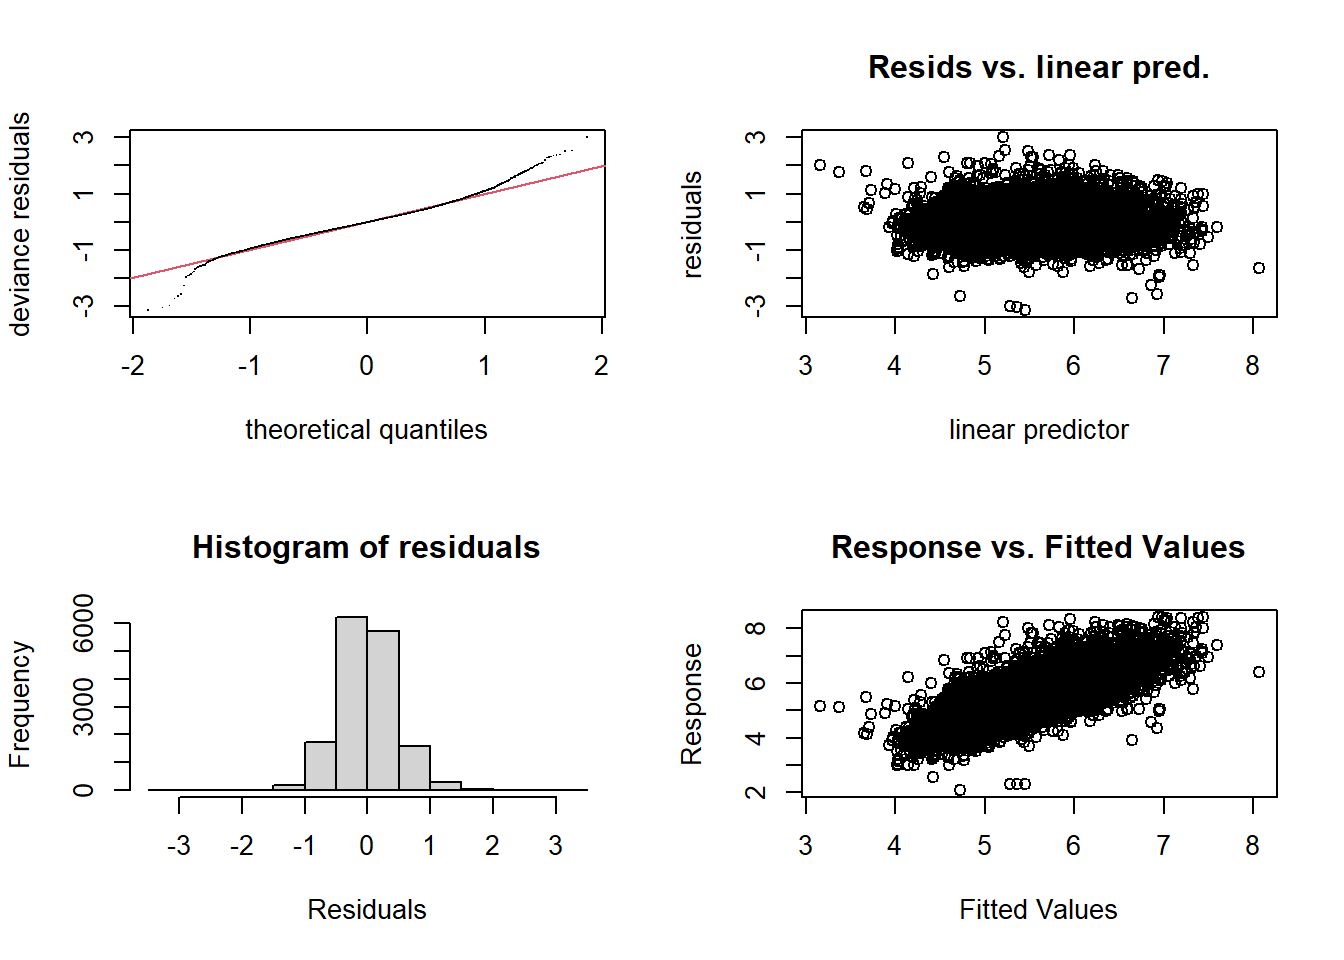 deviance residuals
3
1
-1
-3
-2 -1 0 1 2
theoretical quantiles
Resids vs. linear pred.
residuals
3
1
-1
-3
3 4 5 6 7 8
linear predictor
Histogram of residuals
Frequency
6000
3000
0
-3 -2 -1 0 1 2 3
Residuals
Response vs. Fitted Values
Response
8
6
4
2
3 4 5 6 7 8
Fitted Values